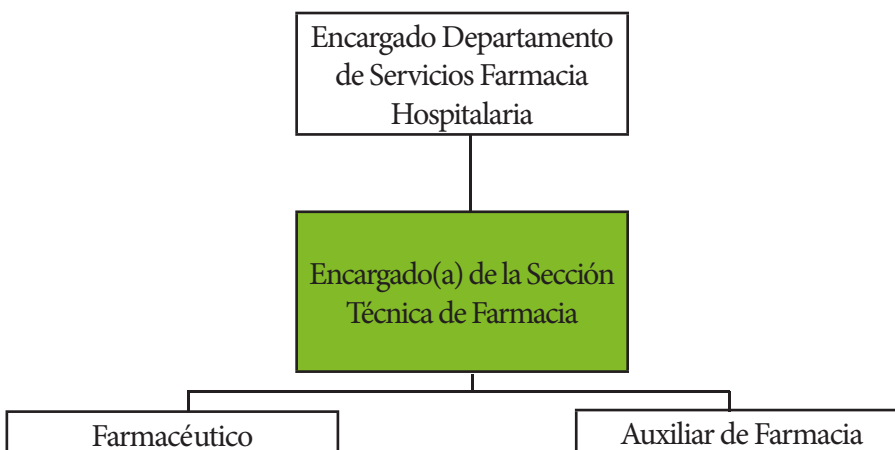 Encargado Departamento
de Servicios Farmacia
Hospitalaria
Encargado(a) de la Sección
Técnica de Farmacia
Farmacéutico
Auxiliar de Farmacia